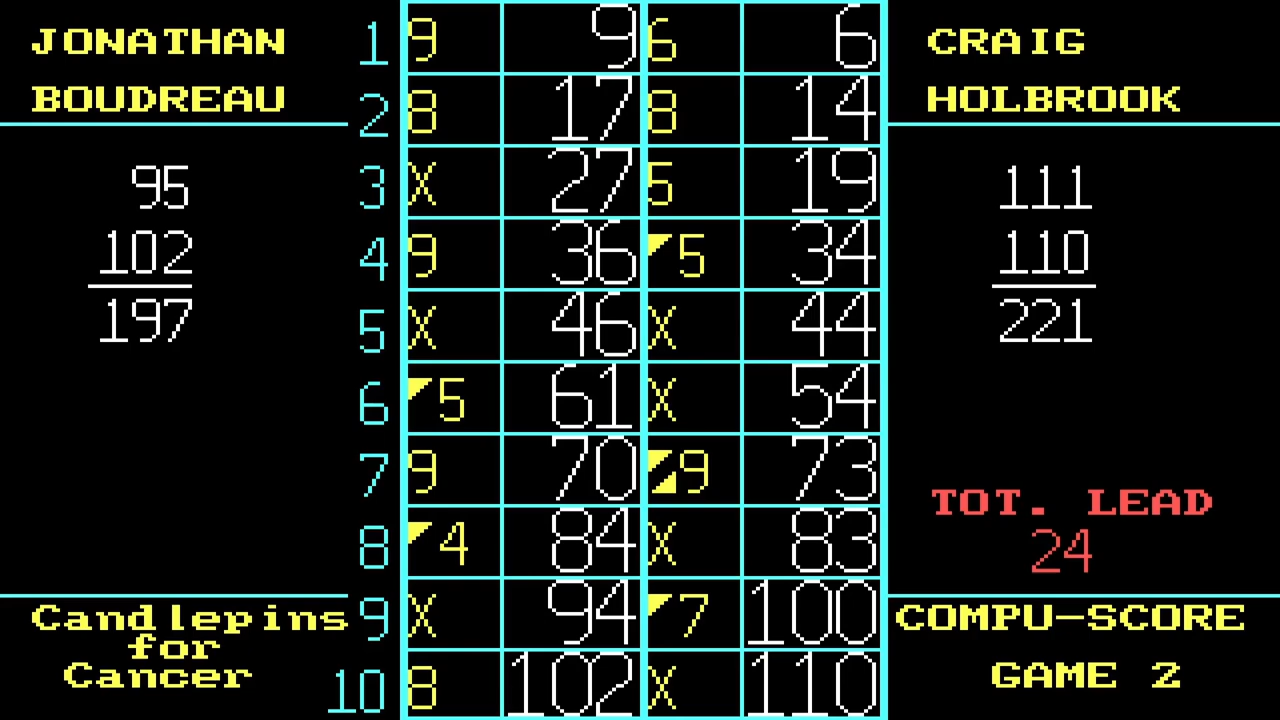 JONATHAN
BOUDREAU
95
102
197
Candlepins
for
Cancer
1 9 9 6 6
2 8 17 8 14
3 X 27 5 19
4 9 36 5 34
5 X 46 X 44
6 5 61 X 54
7 9 70 9 73
8 4 84 X 83
9 X 94 7 100
10 8 102 X 110
CRAIG
HOLBROOK
111
110
221
TOT. LEAD
24
COMPU-SCORE
GAME 2